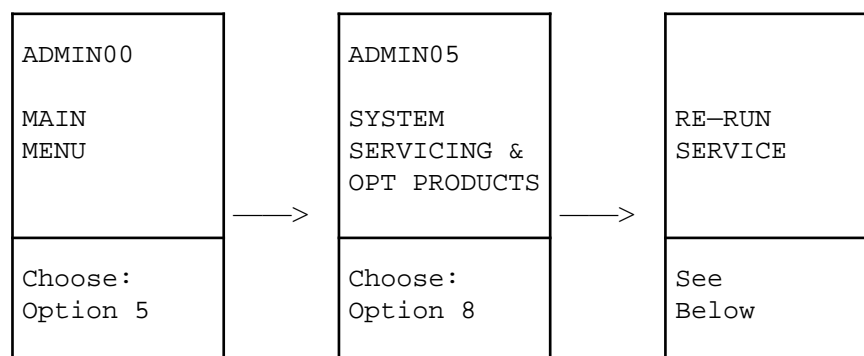 ADMIN00
MAIN
MENU
Choose:
Option 5
————>
ADMIN05
SYSTEM
SERVICING &
OPT PRODUCTS
Choose:
Option 8
————>
RE—RUN
SERVICE
See
Below